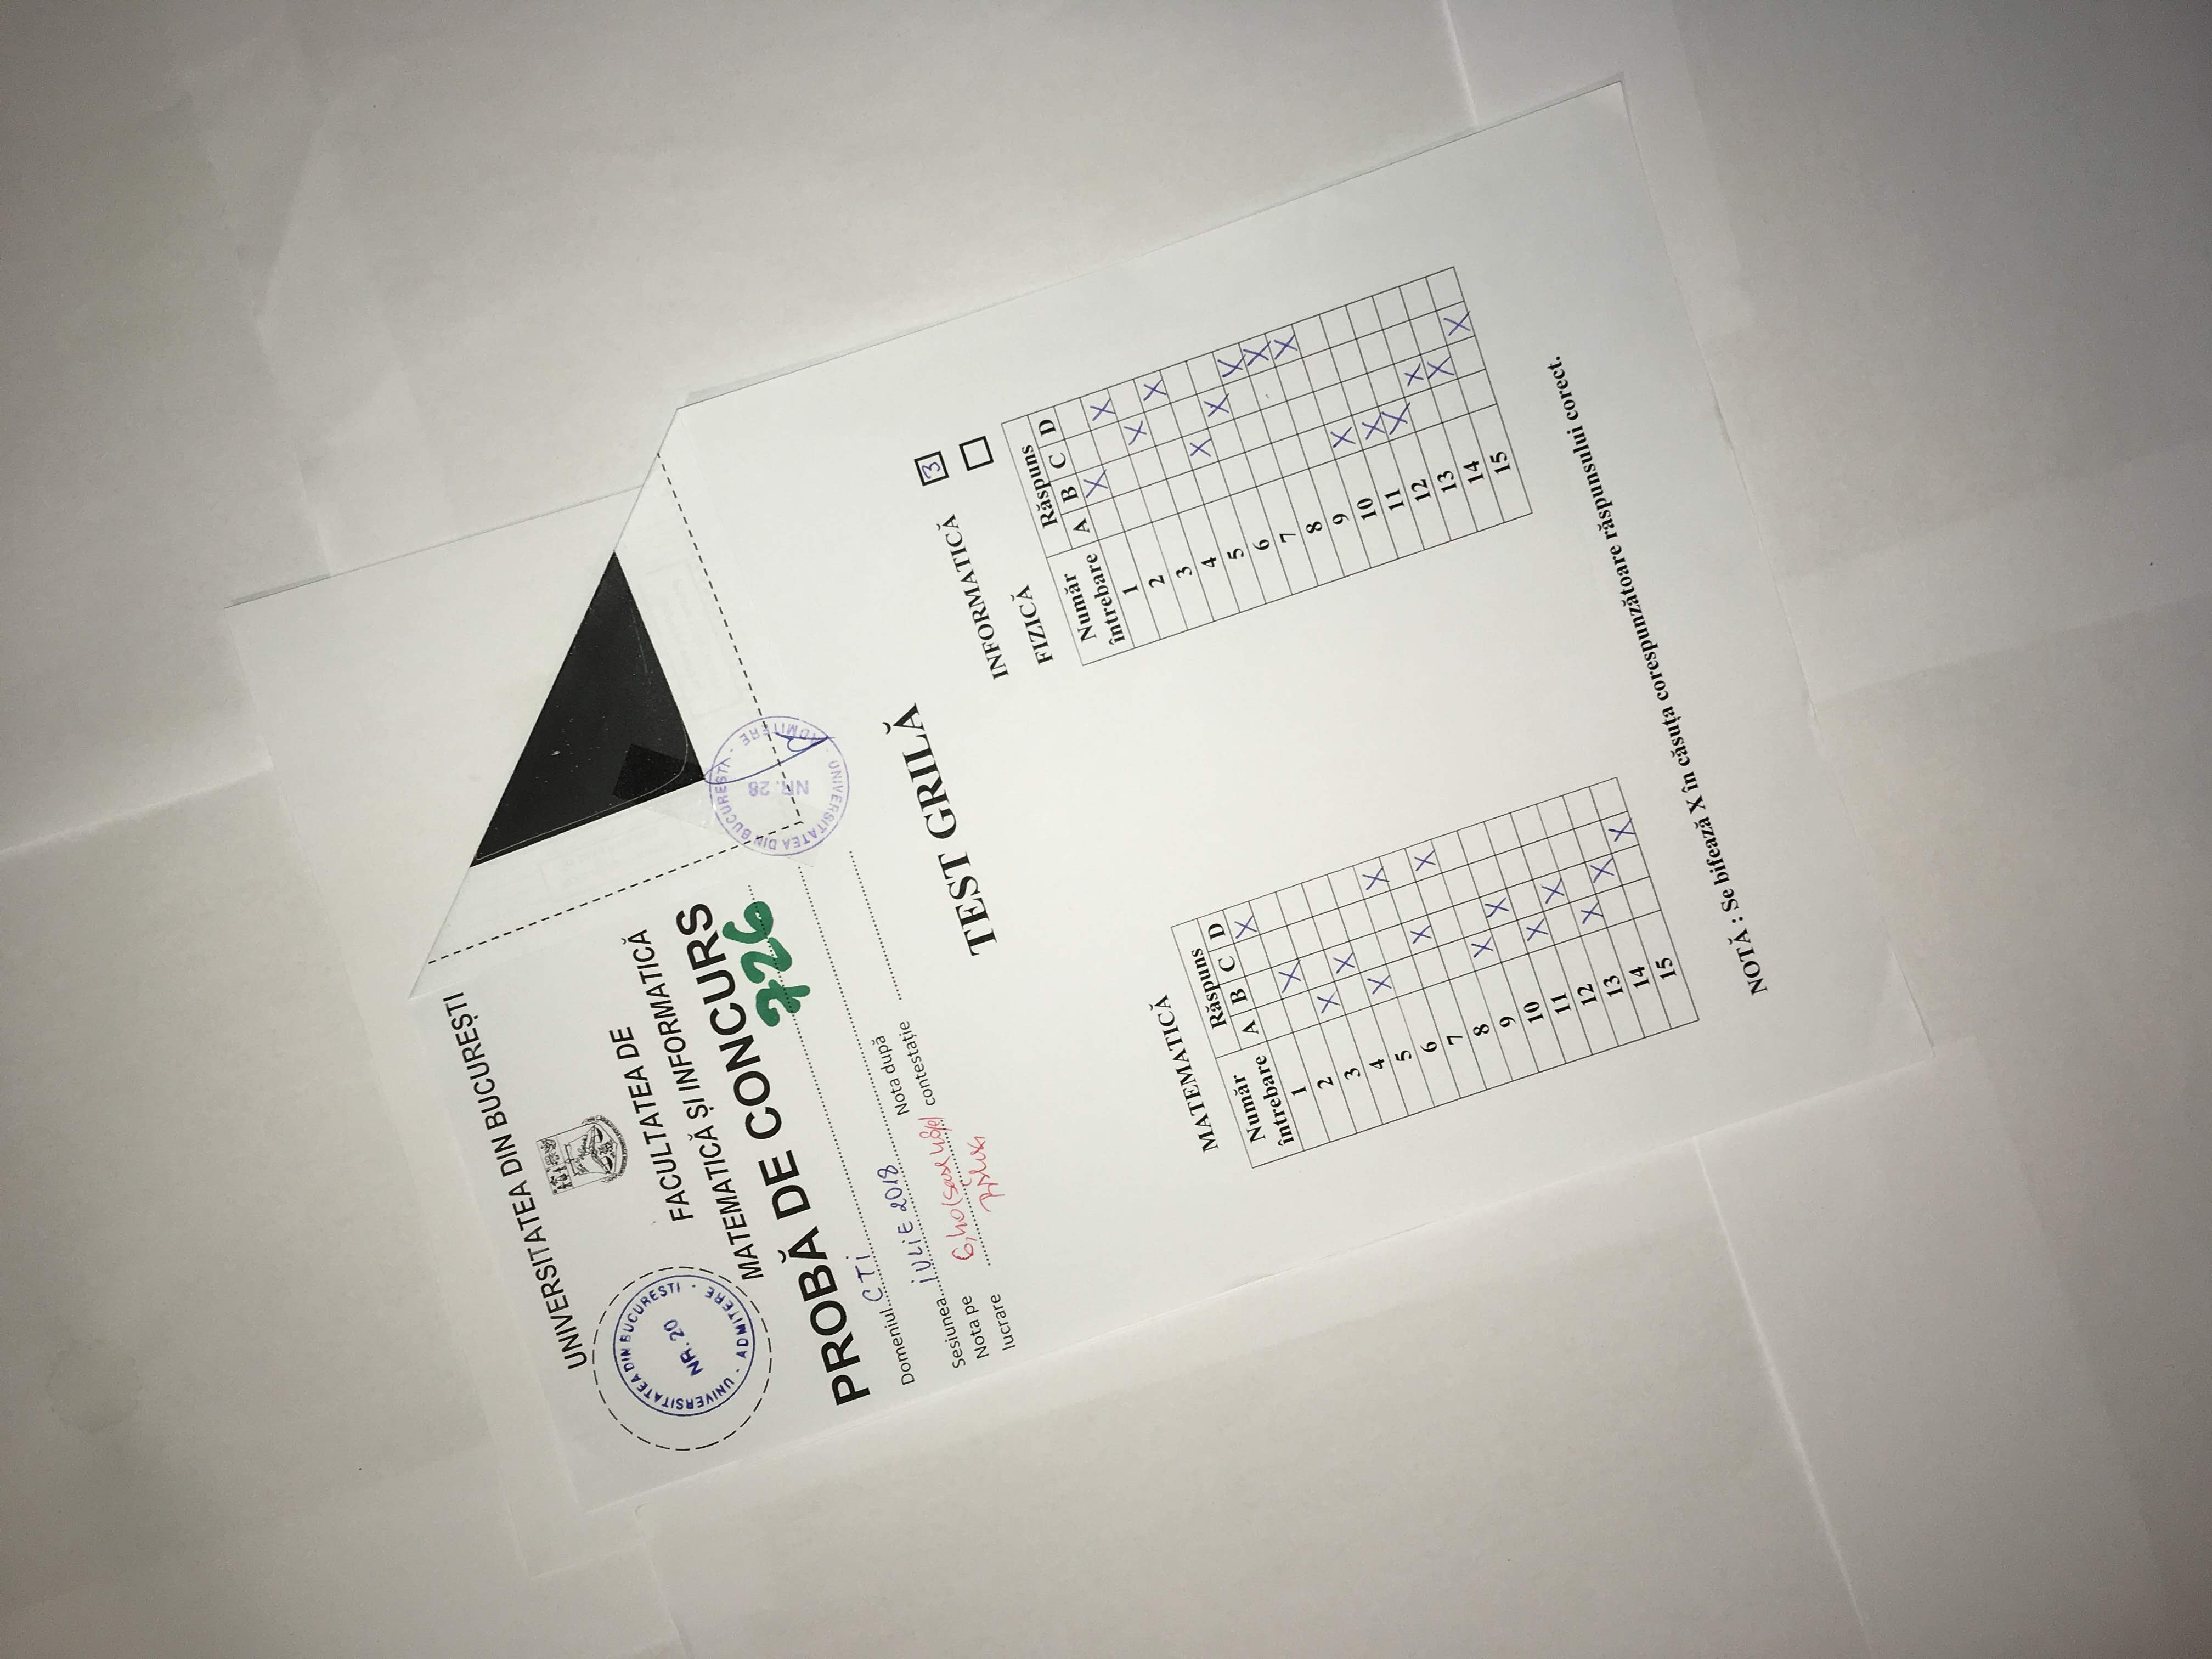 UNIVERSITATEA DIN BUCUREȘTI
UNIVERSITATEA DIN BUCURESTI - ADMITERE -
NR. 20
FACULTATEA DE
MATEMATICĂ ȘI INFORMATICĂ
PROBĂ DE CONCURS
726
Domeniul CTI
Sesiunea IULIE 2018
Nota pe lucrare 6,40 (șase 40%)
Nota după contestație
UNIVERSITATEA DIN BUCURESTI - ADMITERE -
NR. 28
TEST GRILĂ
INFORMATICĂ 3
FIZICĂ
Număr întrebare Răspuns
A B C D
1 X
2 X
3 X
4 X
5 X
6 X
7 X
8 X
9 X
10 X
11 X
12 X
13 X
14 X
15 X
MATEMATICĂ
Număr întrebare Răspuns
A B C D
1 X
2 X
3 X
4 X
5 X
6 X
7 X
8 X
9 X
10 X
11 X
12 X
13 X
14 X
15 X
NOTĂ : Se bifează X în căsuța corespunzătoare răspunsului corect.